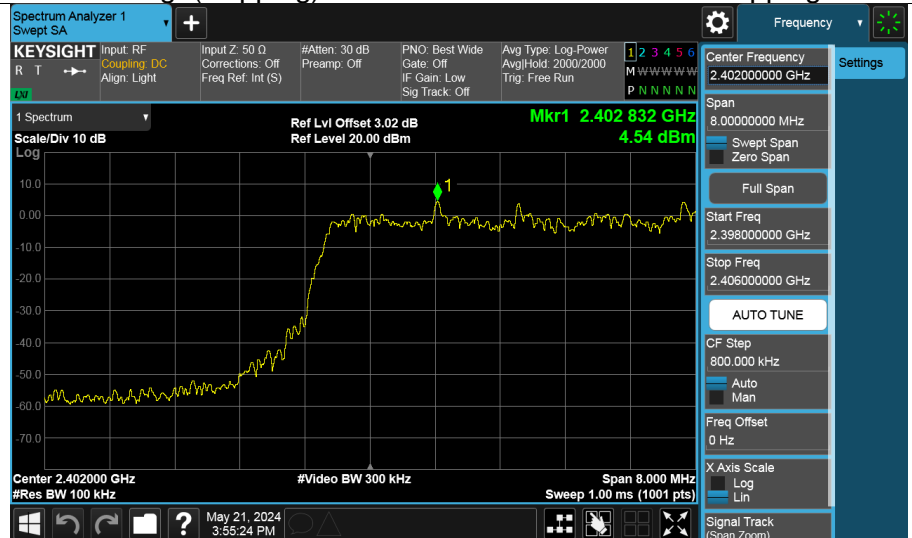 Spectrum Analyzer 1
Swept SA
Frequency
KEYSIGHT
R T
LXI
Input: RF
Coupling: DC
Align: Light
Input Z: 50 Ω
Corrections: Off
Freq Ref: Int (S)
#Atten: 30 dB
Preamp: Off
PNO: Best Wide
Gate: Off
IF Gain: Low
Sig Track: Off
Avg Type: Log-Power
Avg|Hold: 2000/2000
Trig: Free Run
1 2 3 4 5 6
M W W W W W
P N N N N N
1 Spectrum
Scale/Div 10 dB
Log
Ref Lvl Offset 3.02 dB
Ref Level 20.00 dBm
Mkr1 2.402 832 GHz
4.54 dBm
1
10.0
0.00
-10.0
-20.0
-30.0
-40.0
-50.0
-60.0
-70.0
Center 2.402000 GHz
#Res BW 100 kHz
#Video BW 300 kHz
Span 8.000 MHz
Sweep 1.00 ms (1001 pts)
May 21, 2024
3:55:24 PM
?
Center Frequency
2.402000000 GHz
Span
8.00000000 MHz
Swept Span
Zero Span
Full Span
Start Freq
2.398000000 GHz
Stop Freq
2.406000000 GHz
AUTO TUNE
CF Step
800.000 kHz
Auto
Man
Freq Offset
0 Hz
X Axis Scale
Log
Lin
Signal Track
(Span Zoom)
Settings